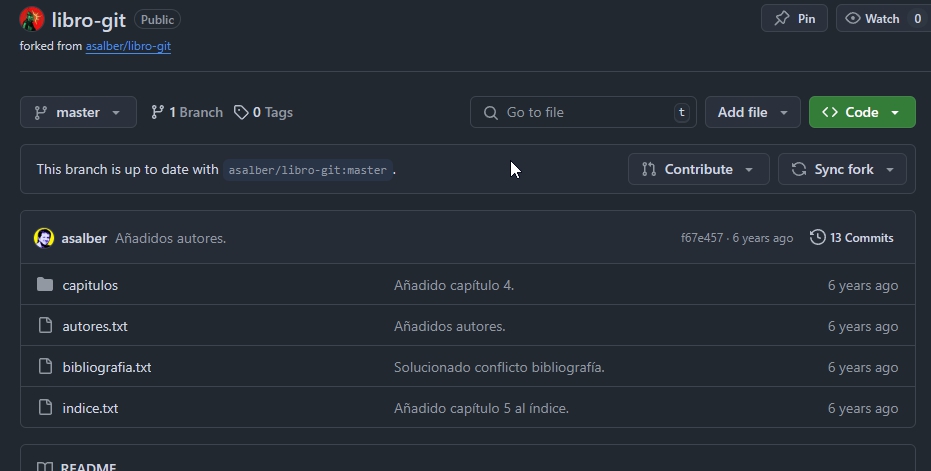 libro-git Public Pin Watch 0
forked from asalber/libro-git
master 1 Branch 0 Tags Go to file t Add file Code
This branch is up to date with asalber/libro-git:master. Contribute Sync fork
asalber Añadidos autores. f67e457 · 6 years ago 13 Commits
capitulos Añadido capítulo 4. 6 years ago
autores.txt Añadidos autores. 6 years ago
bibliografia.txt Solucionado conflicto bibliografía. 6 years ago
indice.txt Añadido capítulo 5 al índice. 6 years ago
README